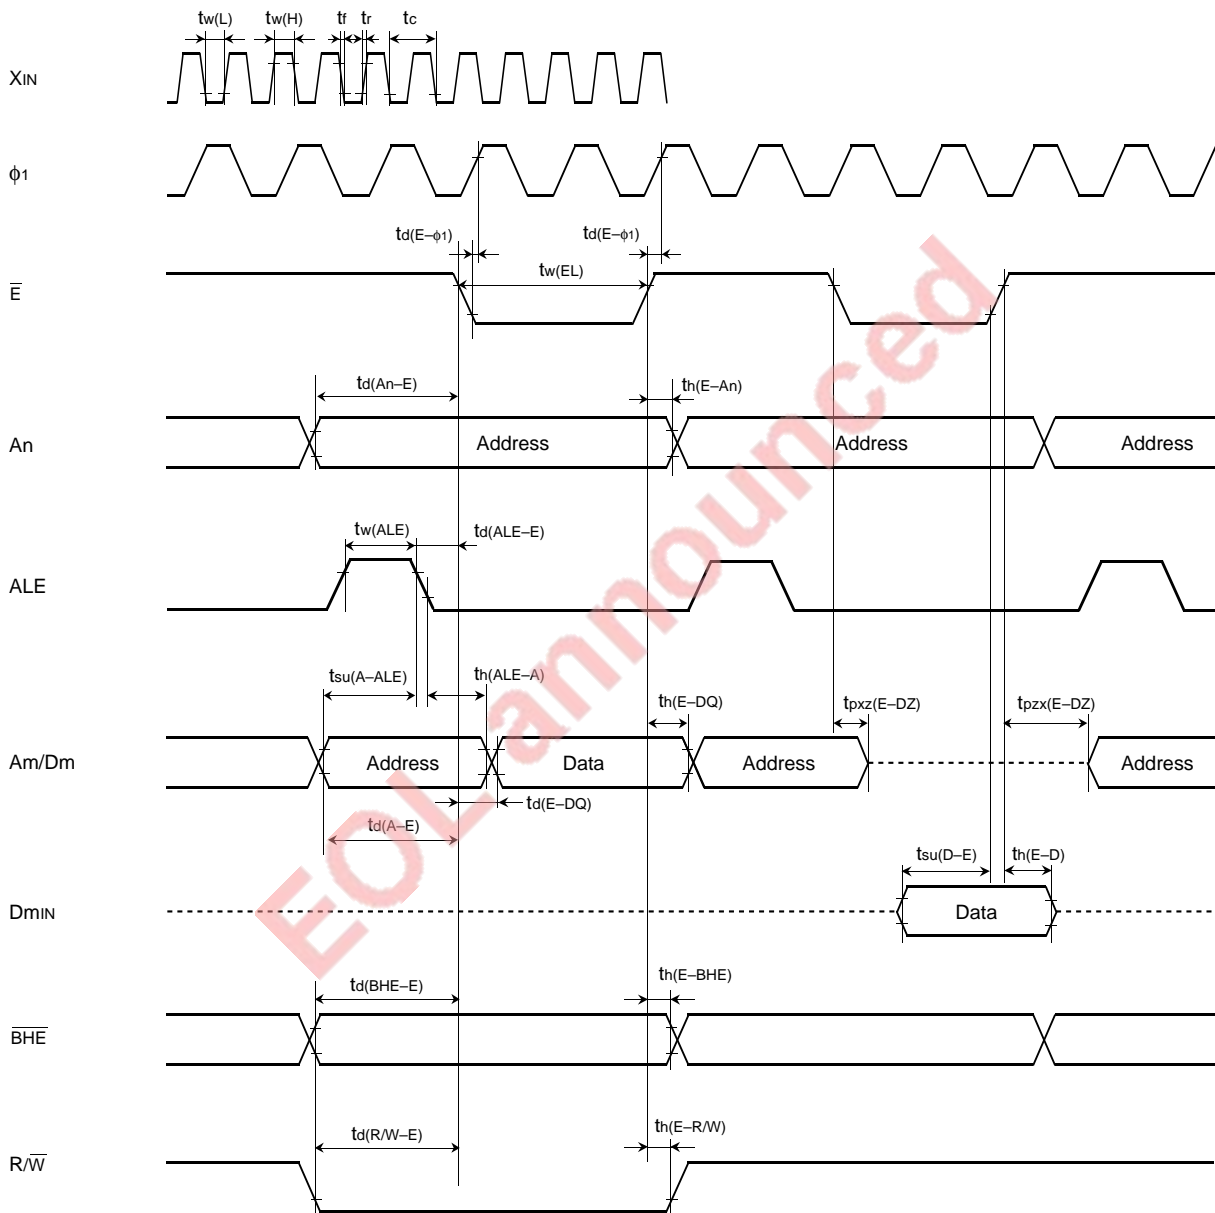 tw(L) tw(H) tf tr tc
XIN
ϕ1
td(E–ϕ1) td(E–ϕ1)
tw(EL)
E̅
td(An–E) th(E–An)
An Address Address Address
tw(ALE) td(ALE–E)
ALE
tsu(A–ALE) th(ALE–A) th(E–DQ) tpxz(E–DZ) tpzx(E–DZ)
Am/Dm Address Data Address Address
td(E–DQ)
td(A–E)
tsu(D–E) th(E–D)
DmIN Data
td(BHE–E) th(E–BHE)
B̅H̅E̅
td(R/W–E) th(E–R/W)
R/W̅
EOL announced